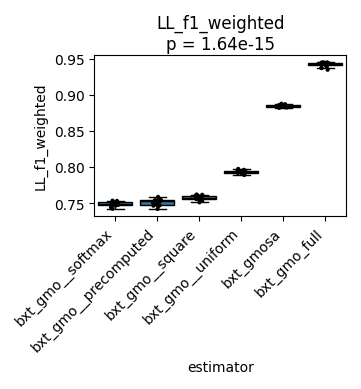 LL_f1_weighted
p = 1.64e-15
LL_f1_weighted
0.95
0.90
0.85
0.80
0.75
bxt_gmo__softmax
bxt_gmo__precomputed
bxt_gmo__square
bxt_gmo__uniform
bxt_gmosa
bxt_gmo_full
estimator